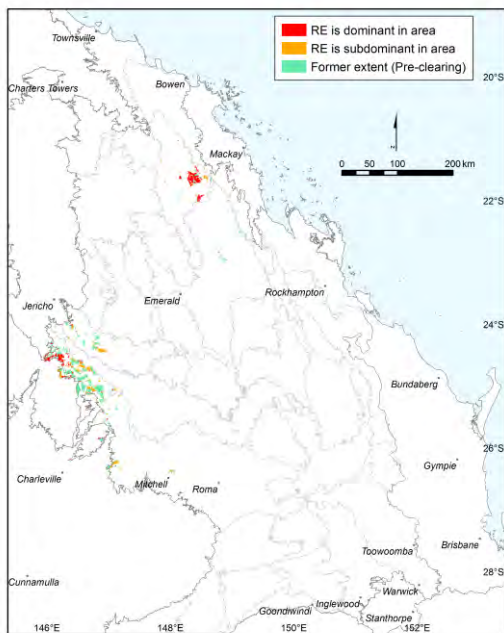 Townsville
RE is dominant in area
RE is subdominant in area
Former extent (Pre-clearing)
20°S
Charters Towers
Bowen
Mackay
0 50 100 200 km
22°S
Jericho
Emerald
Rockhampton
24°S
Bundaberg
26°S
Charleville
Mitchell
Roma
Gympie
Brisbane
Toowoomba
Cunnamulla
28°S
Warwick
Inglewood
Goondiwindi
Stanthorpe
146°E
148°E
150°E
152°E